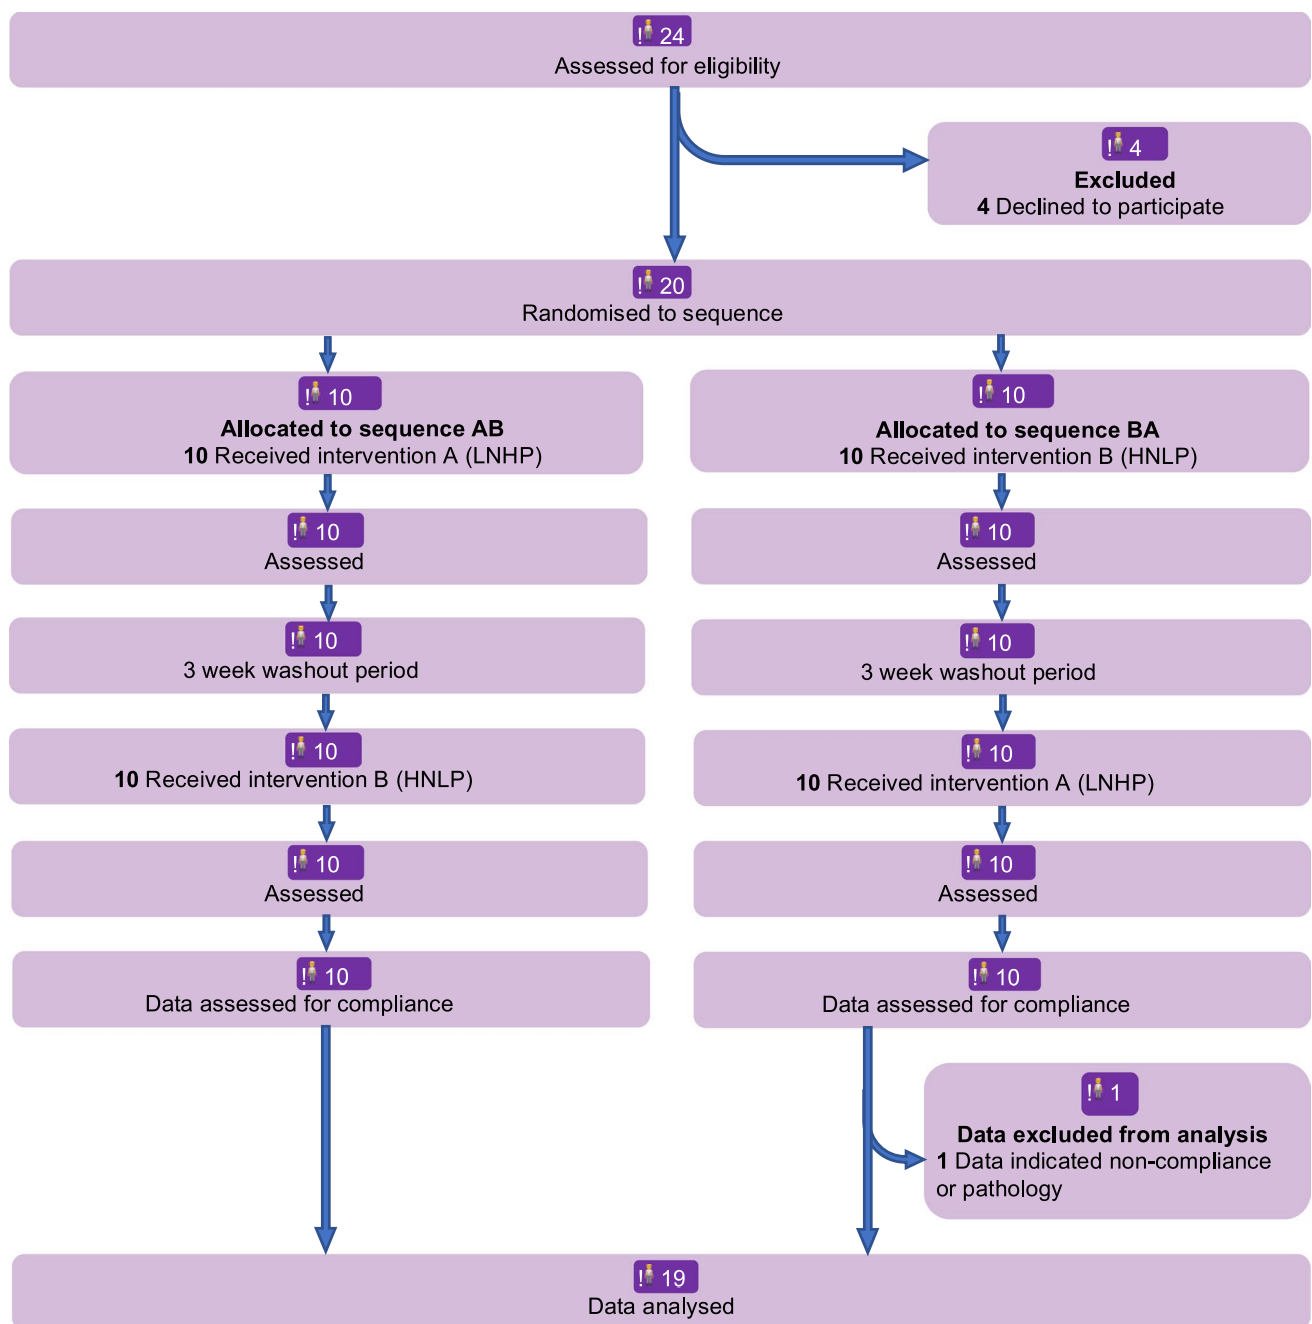 ! 24
Assessed for eligibility
! 4
Excluded
4 Declined to participate
! 20
Randomised to sequence
! 10
Allocated to sequence AB
10 Received intervention A (LNHP)
! 10
Allocated to sequence BA
10 Received intervention B (HNLP)
! 10
Assessed
! 10
Assessed
! 10
3 week washout period
! 10
3 week washout period
! 10
10 Received intervention B (HNLP)
! 10
10 Received intervention A (LNHP)
! 10
Assessed
! 10
Assessed
! 10
Data assessed for compliance
! 10
Data assessed for compliance
! 1
Data excluded from analysis
1 Data indicated non-compliance
or pathology
! 19
Data analysed